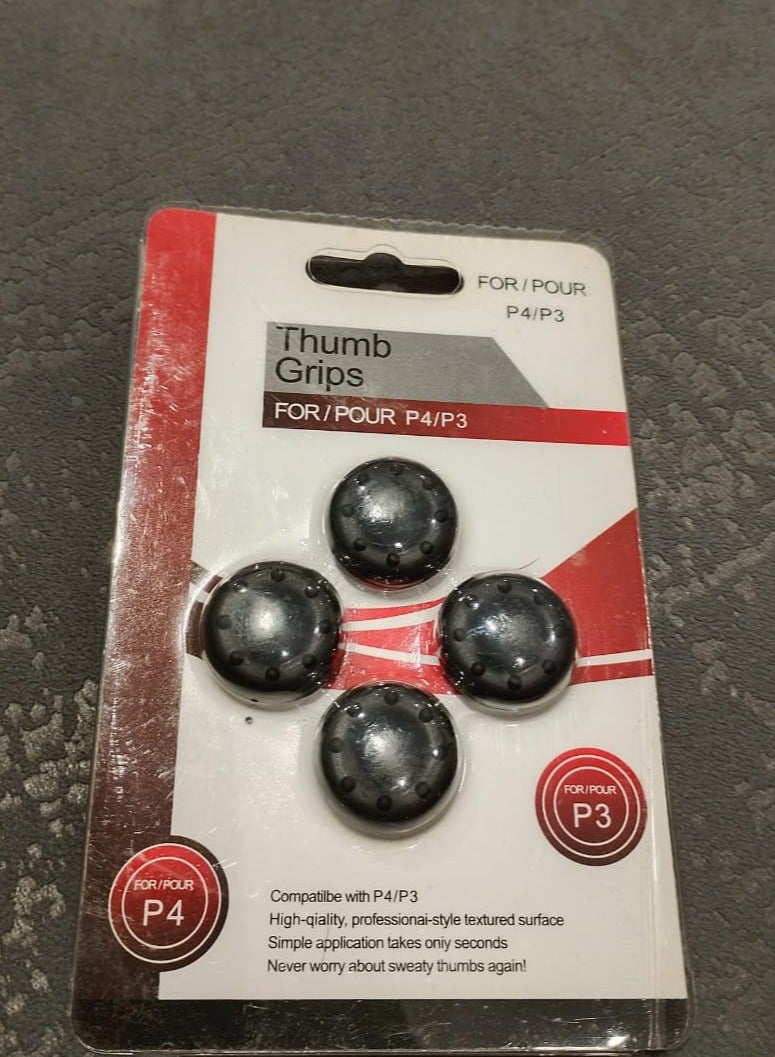 FOR / POUR
P4/P3
Thumb
Grips
FOR / POUR P4/P3
FOR / POUR
P3
FOR / POUR
P4
Compatilbe with P4/P3
High-qiality, professionai-style textured surface
Simple application takes oniy seconds
Never worry about sweaty thumbs again!